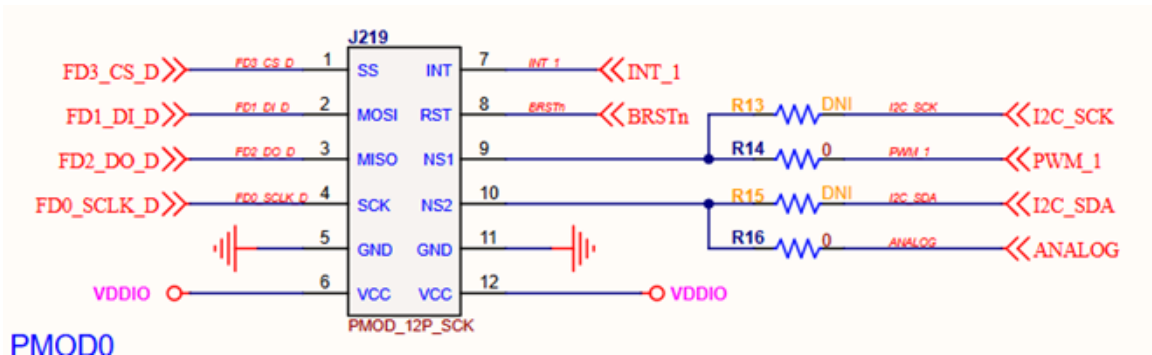 J219
FD3_CS_D FD3_CS_D 1 SS INT 7 INT_1 INT_1
R13 DNI I2C_SCK I2C_SCK
FD1_DI_D FD1_DI_D 2 MOSI RST 8 BRSTn BRSTn
R14 0 PWM_1 PWM_1
FD2_DO_D FD2_DO_D 3 MISO NS1 9
R15 DNI I2C_SDA I2C_SDA
FD0_SCLK_D FD0_SCLK_D 4 SCK NS2 10
R16 0 ANALOG ANALOG
5 GND GND 11
VDDIO 6 VCC VCC 12 VDDIO
PMOD_12P_SCK
PMOD0